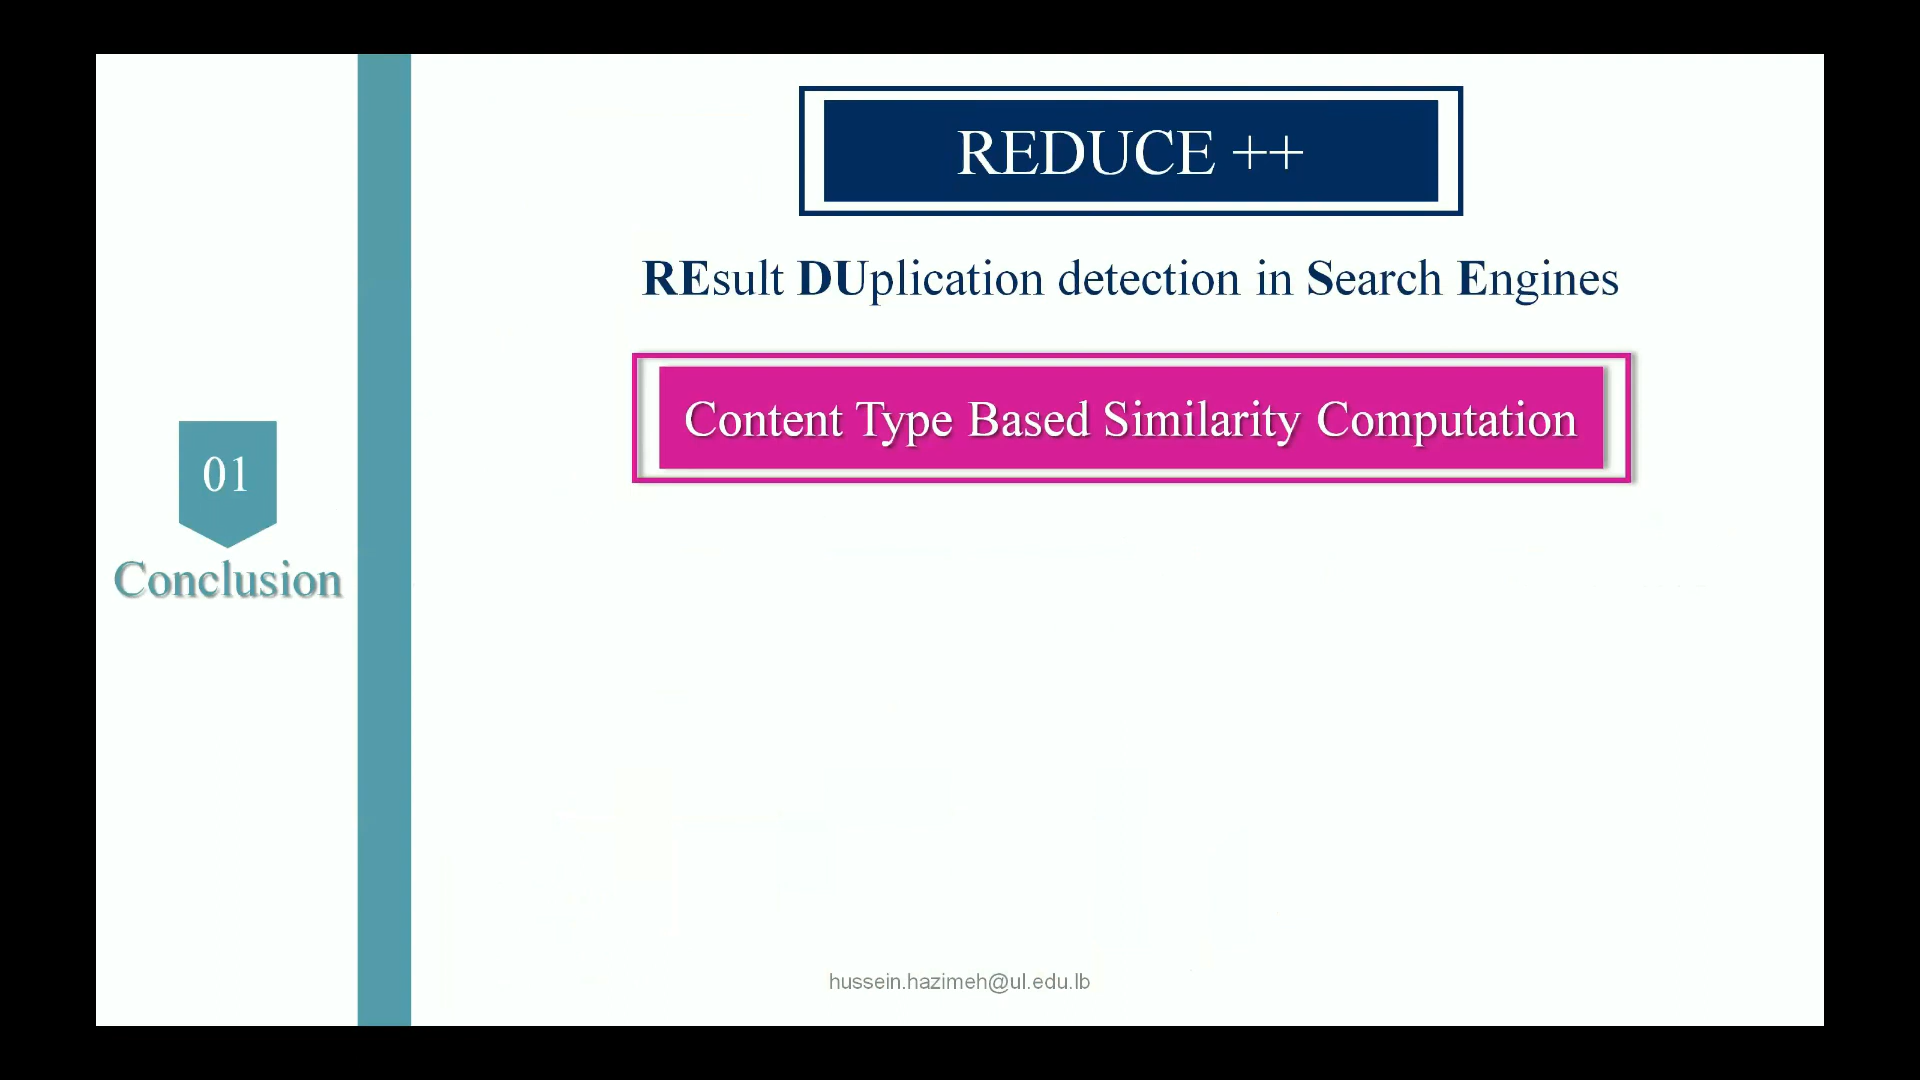 REDUCE ++
REsult DUplication detection in Search Engines
Content Type Based Similarity Computation
01
Conclusion
hussein.hazimeh@ul.edu.lb